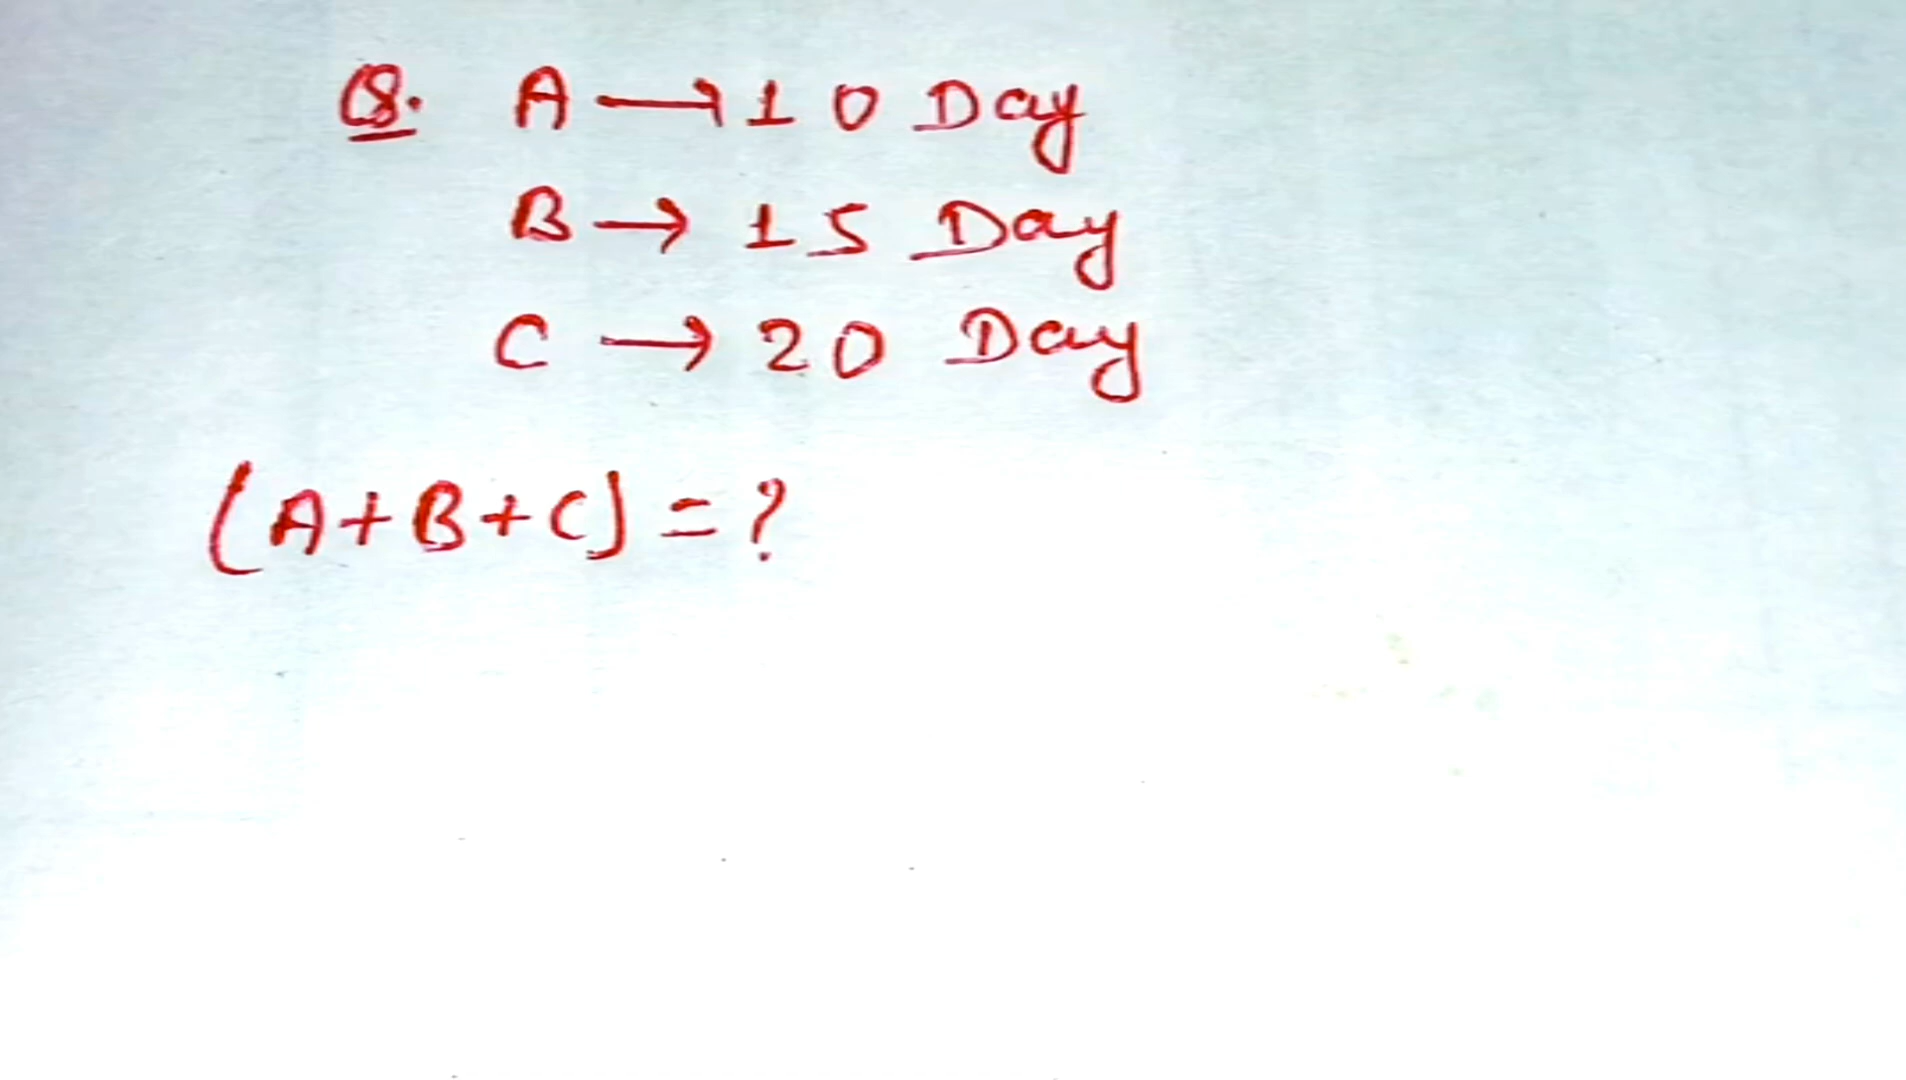 Q. A → 10 Day
B → 15 Day
C → 20 Day
(A+B+C) = ?